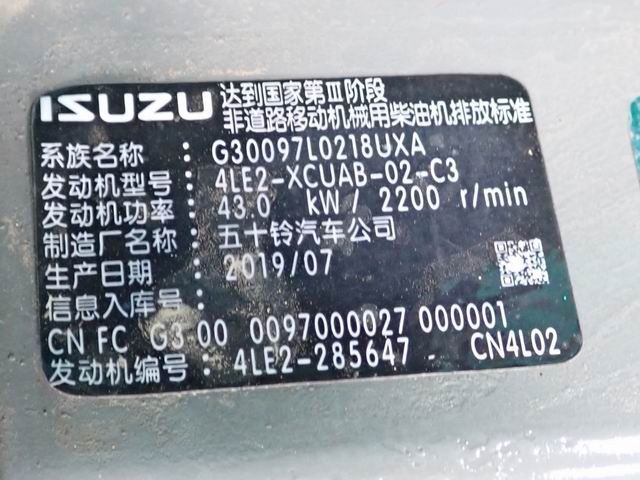 ISUZU 达到国家第Ⅲ阶段
非道路移动机械用柴油机排放标准
系族名称 : G30097L0218UXA
发动机型号: 4LE2-XCUAB-02-C3
发动机功率: 43.0 kW/ 2200 r/min
制造厂名称: 五十铃汽车公司
生产日期 : 2019/07
信息入库号:
CN FC G3 00 0097000027 000001
发动机编号: 4LE2-285647 CN4L02